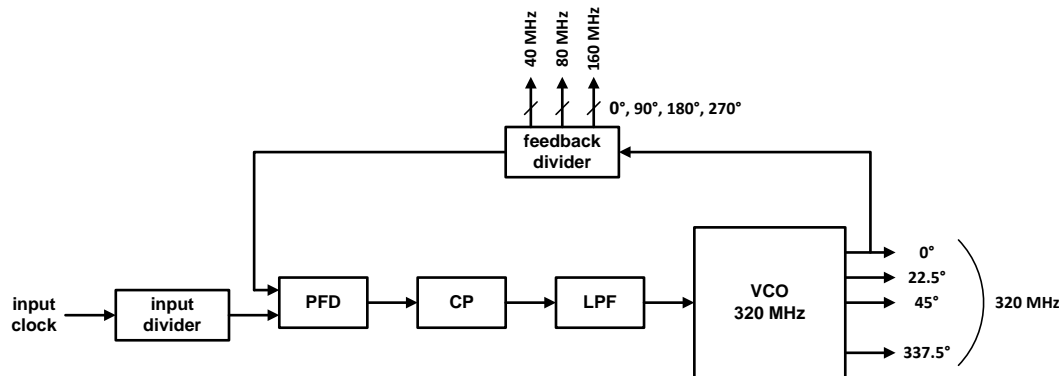 40 MHz
80 MHz
160 MHz
0°, 90°, 180°, 270°
feedback
divider
input
clock
input
divider
PFD
CP
LPF
VCO
320 MHz
0°
22.5°
45°
337.5°
320 MHz